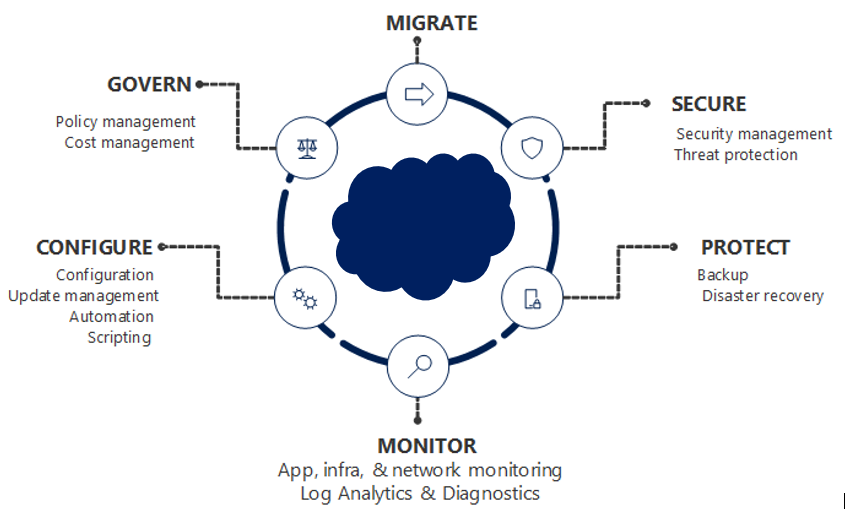 MIGRATE
GOVERN
Policy management
Cost management
SECURE
Security management
Threat protection
CONFIGURE
Configuration
Update management
Automation
Scripting
PROTECT
Backup
Disaster recovery
MONITOR
App, infra, & network monitoring
Log Analytics & Diagnostics